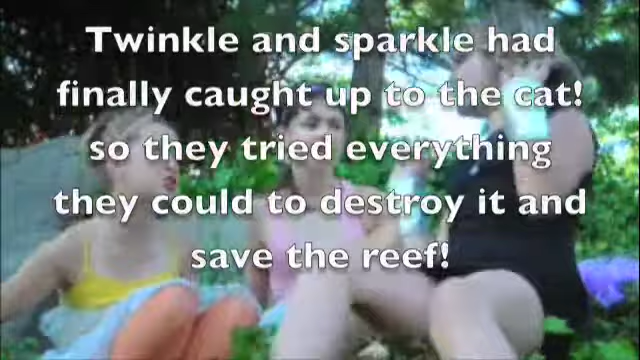 Twinkle and sparkle had
finally caught up to the cat!
so they tried everything
they could to destroy it and
save the reef!